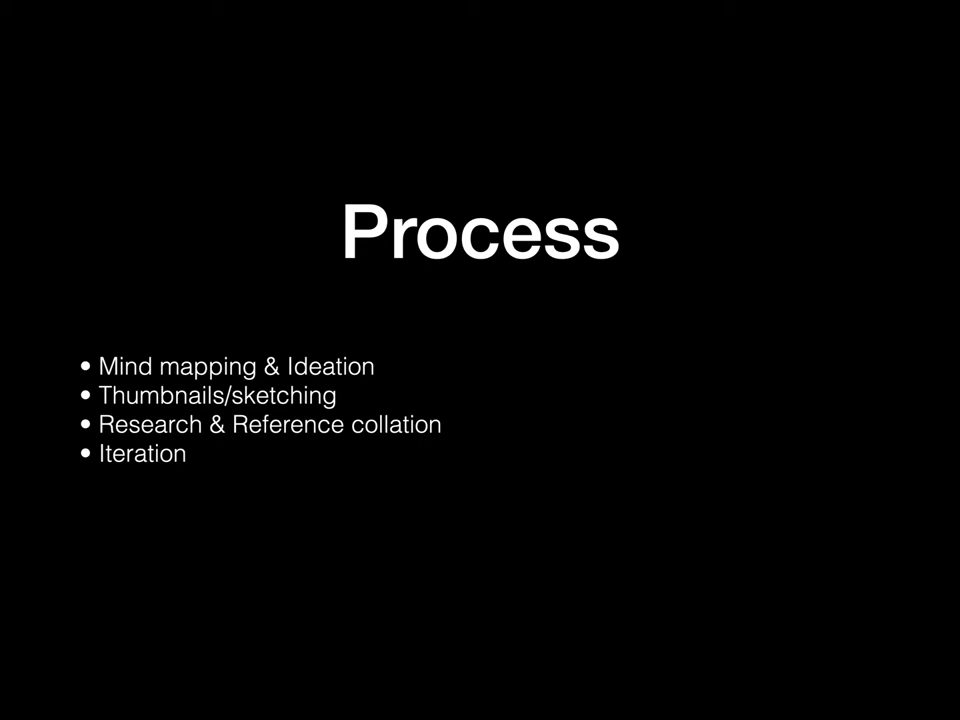 Process
• Mind mapping & Ideation
• Thumbnails/sketching
• Research & Reference collation
• Iteration